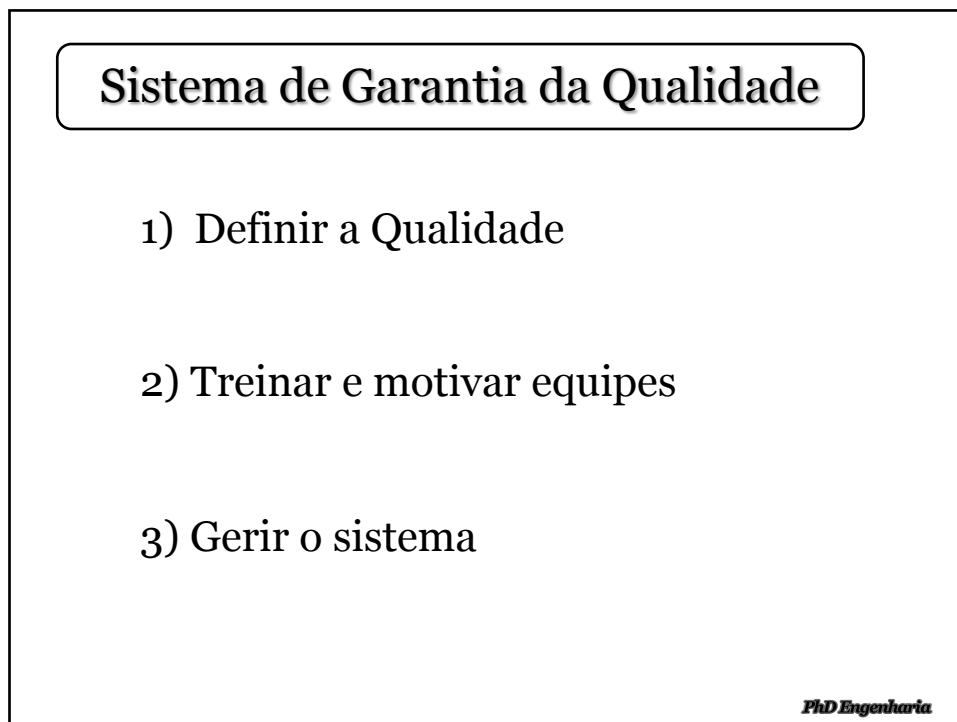 Sistema de Garantia da Qualidade
1) Definir a Qualidade
2) Treinar e motivar equipes
3) Gerir o sistema
PhD Engenharia